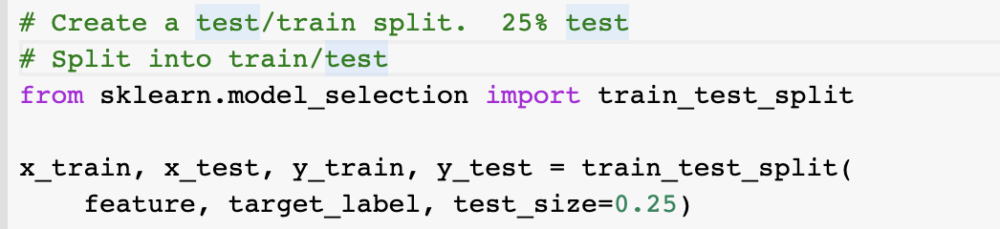 # Create a test/train split.  25% test
# Split into train/test
from sklearn.model_selection import train_test_split

x_train, x_test, y_train, y_test = train_test_split(
    feature, target_label, test_size=0.25)